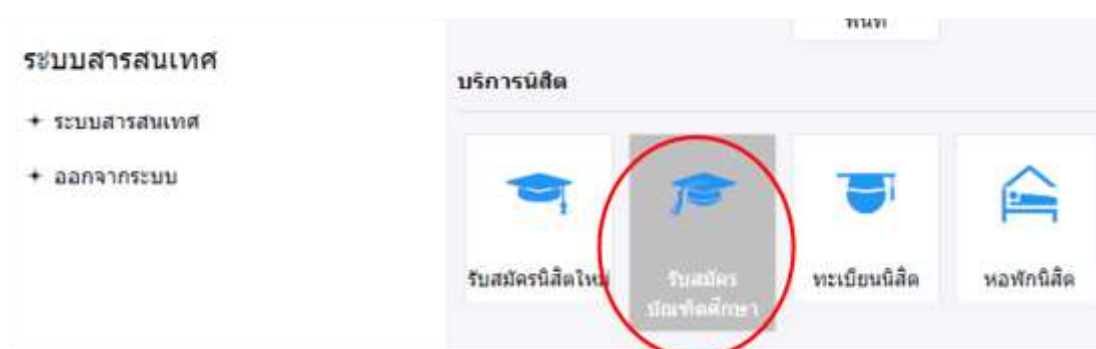 ระบบสารสนเทศ
+ ระบบสารสนเทศ
+ ออกจากระบบ
พื้นที่
บริการนิสิต
รับสมัครนิสิตใหม่
รับสมัคร
บัณฑิตศึกษา
ทะเบียนนิสิต
หอพักนิสิต